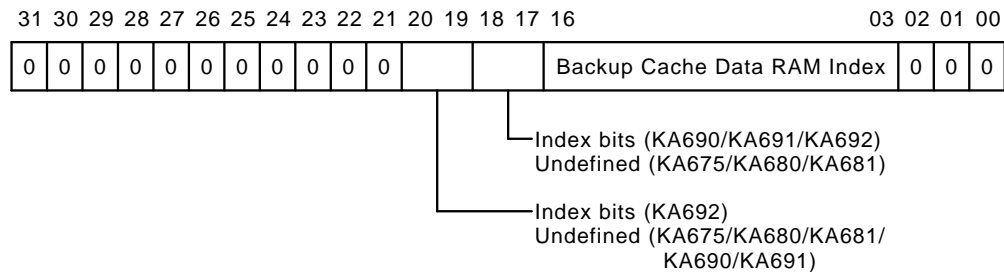 31 30 29 28 27 26 25 24 23 22 21 20 19 18 17 16 03 02 01 00
0 0 0 0 0 0 0 0 0 0 0 Backup Cache Data RAM Index 0 0 0
Index bits (KA690/KA691/KA692)
Undefined (KA675/KA680/KA681)
Index bits (KA692)
Undefined (KA675/KA680/KA681/
KA690/KA691)